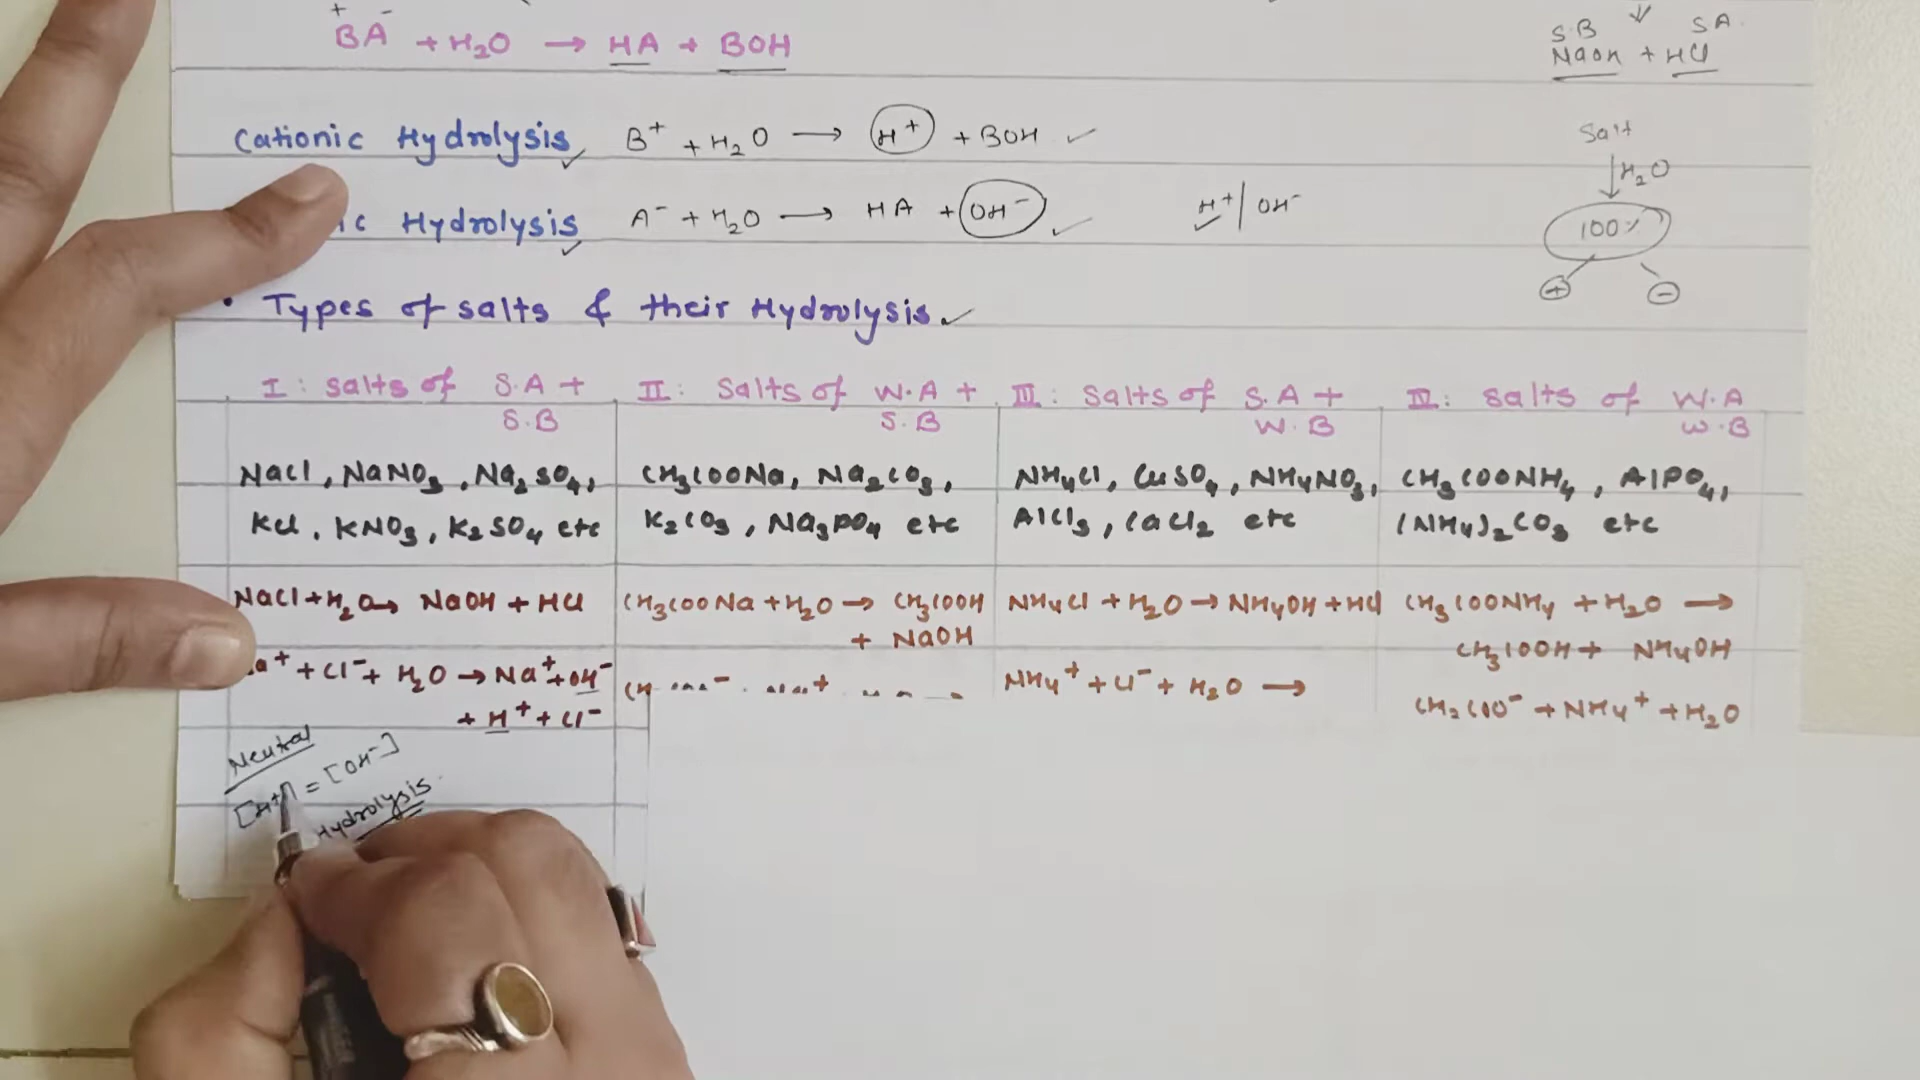 B⁺A⁻ + H₂O → HA + BOH
S.B S.A.
NaOH + HCl
Cationic Hydrolysis B⁺ + H₂O → H⁺ + BOH
Salt
H₂O
ic Hydrolysis A⁻ + H₂O → HA + OH⁻
H⁺ | OH⁻
100%
+ -
• Types of salts & their Hydrolysis
I: Salts of S.A + S.B
II: Salts of W.A + S.B
III: Salts of S.A + W.B
IV: Salts of W.A W.B
NaCl, NaNO₃, Na₂SO₄,
KCl, KNO₃, K₂SO₄ etc
CH₃COONa, Na₂CO₃,
K₂CO₃, Na₃PO₄ etc
NH₄Cl, CuSO₄, NH₄NO₃,
AlCl₃, CaCl₂ etc
CH₃COONH₄, AlPO₄,
(NH₄)₂CO₃ etc
NaCl + H₂O → NaOH + HCl
a⁺ + Cl⁻ + H₂O → Na⁺ + OH⁻
+ H⁺ + Cl⁻
CH₃COONa + H₂O → CH₃COOH
+ NaOH
NH₄Cl + H₂O → NH₄OH + HCl
NH₄⁺ + Cl⁻ + H₂O →
CH₃COONH₄ + H₂O →
CH₃COOH + NH₄OH
CH₃COO⁻ + NH₄⁺ + H₂O
Neutral
[H⁺] = [OH⁻]
Hydrolysis.